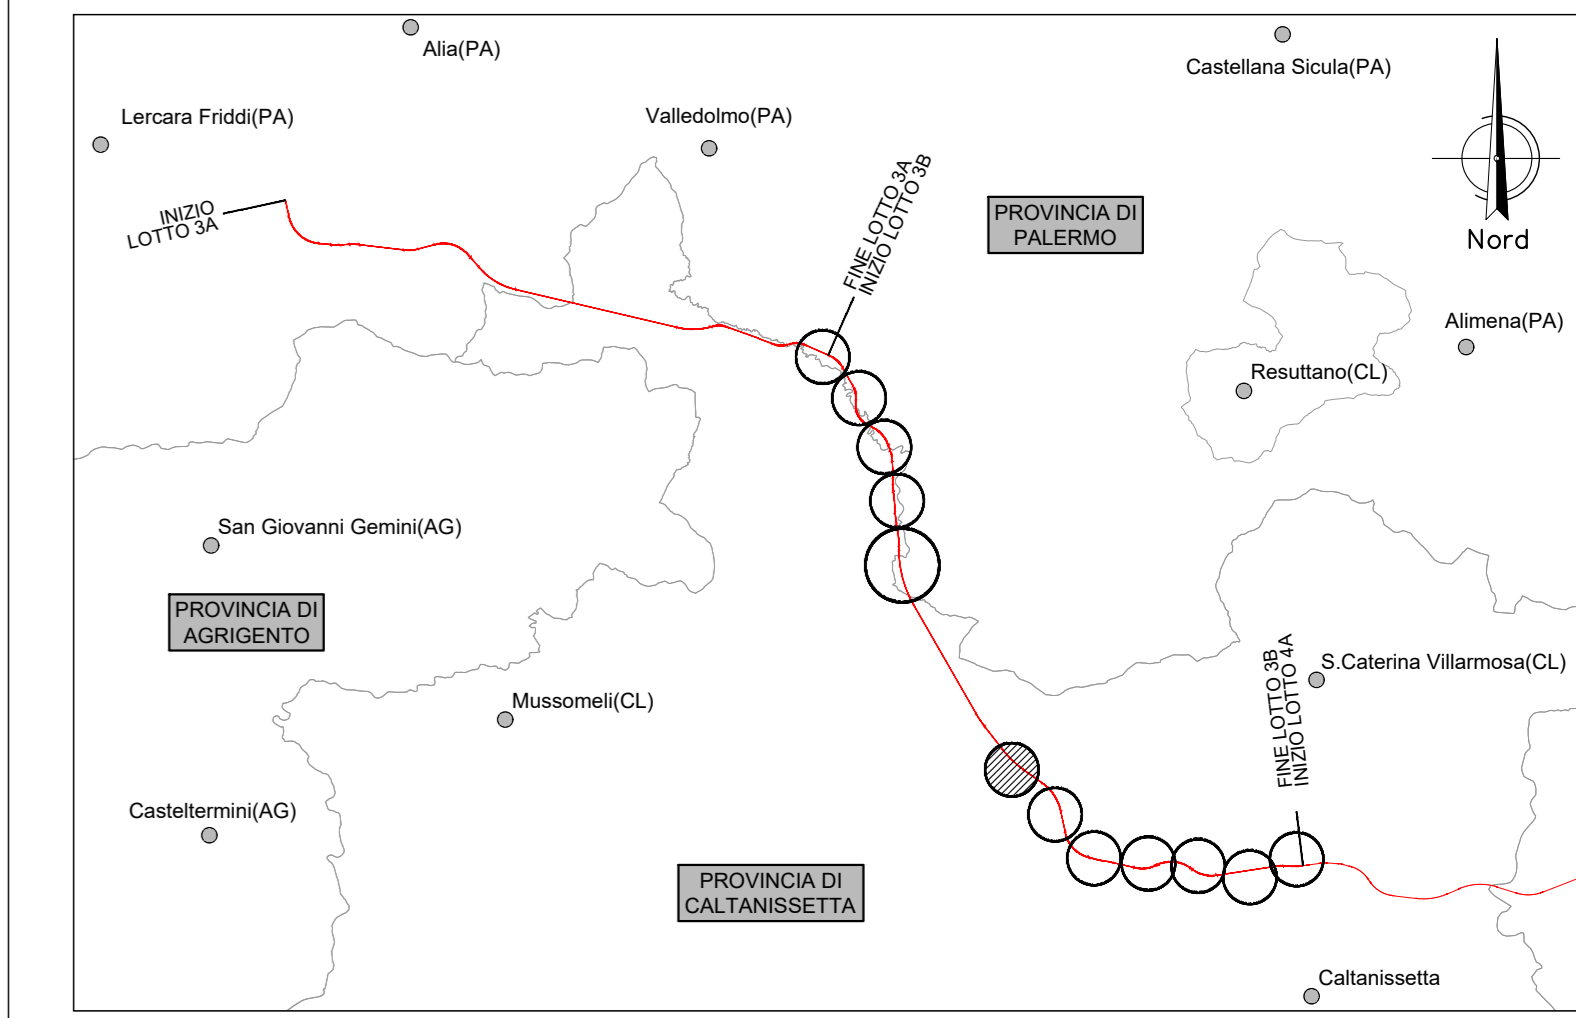 Alia(PA)
Castellana Sicula(PA)
Lercara Friddi(PA)
Valledolmo(PA)
INIZIO
LOTTO 3A
FINE LOTTO 3A
INIZIO LOTTO 3B
PROVINCIA DI
PALERMO
Nord
Alimena(PA)
Resuttano(CL)
San Giovanni Gemini(AG)
PROVINCIA DI
AGRIGENTO
FINE LOTTO 3B
INIZIO LOTTO 4A
S.Caterina Villarmosa(CL)
Mussomeli(CL)
Casteltermini(AG)
PROVINCIA DI
CALTANISSETTA
Caltanissetta